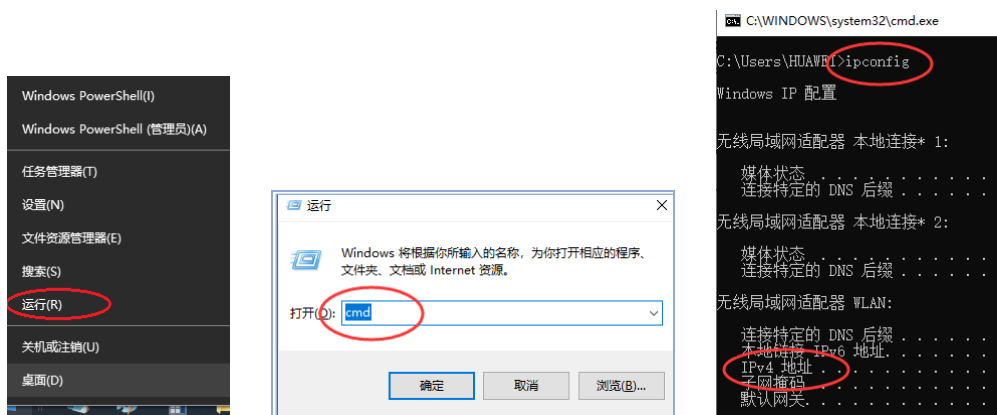 Windows PowerShell(I)
Windows PowerShell (管理员)(A)
任务管理器(T)
设置(N)
文件资源管理器(E)
搜索(S)
运行(R)
关机或注销(U)
桌面(D)
运行
Windows 将根据你所输入的名称，为你打开相应的程序、
文件夹、文档或 Internet 资源。
打开(O): cmd
确定
取消
浏览(B)...
C:\WINDOWS\system32\cmd.exe
C:\Users\HUAWEI>ipconfig
Windows IP 配置
无线局域网适配器 本地连接* 1:
媒体状态 . . . . . . . . . . . .
连接特定的 DNS 后缀 . . . . . . .
无线局域网适配器 本地连接* 2:
媒体状态 . . . . . . . . . . . .
连接特定的 DNS 后缀 . . . . . . .
无线局域网适配器 WLAN:
连接特定的 DNS 后缀 . . . . . . .
本地链接 IPv6 地址. . . . . . . .
IPv4 地址 . . . . . . . . . . . .
子网掩码 . . . . . . . . . . . .
默认网关. . . . . . . . . . . . .